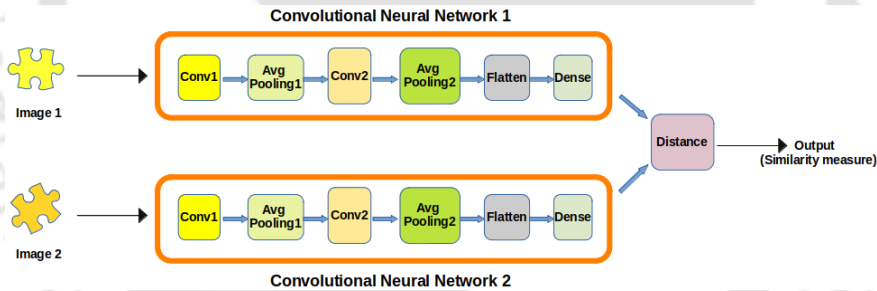 Convolutional Neural Network 1
Image 1
Conv1
Avg
Pooling1
Conv2
Avg
Pooling2
Flatten
Dense
Distance
Output
(Similarity measure)
Image 2
Conv1
Avg
Pooling1
Conv2
Avg
Pooling2
Flatten
Dense
Convolutional Neural Network 2